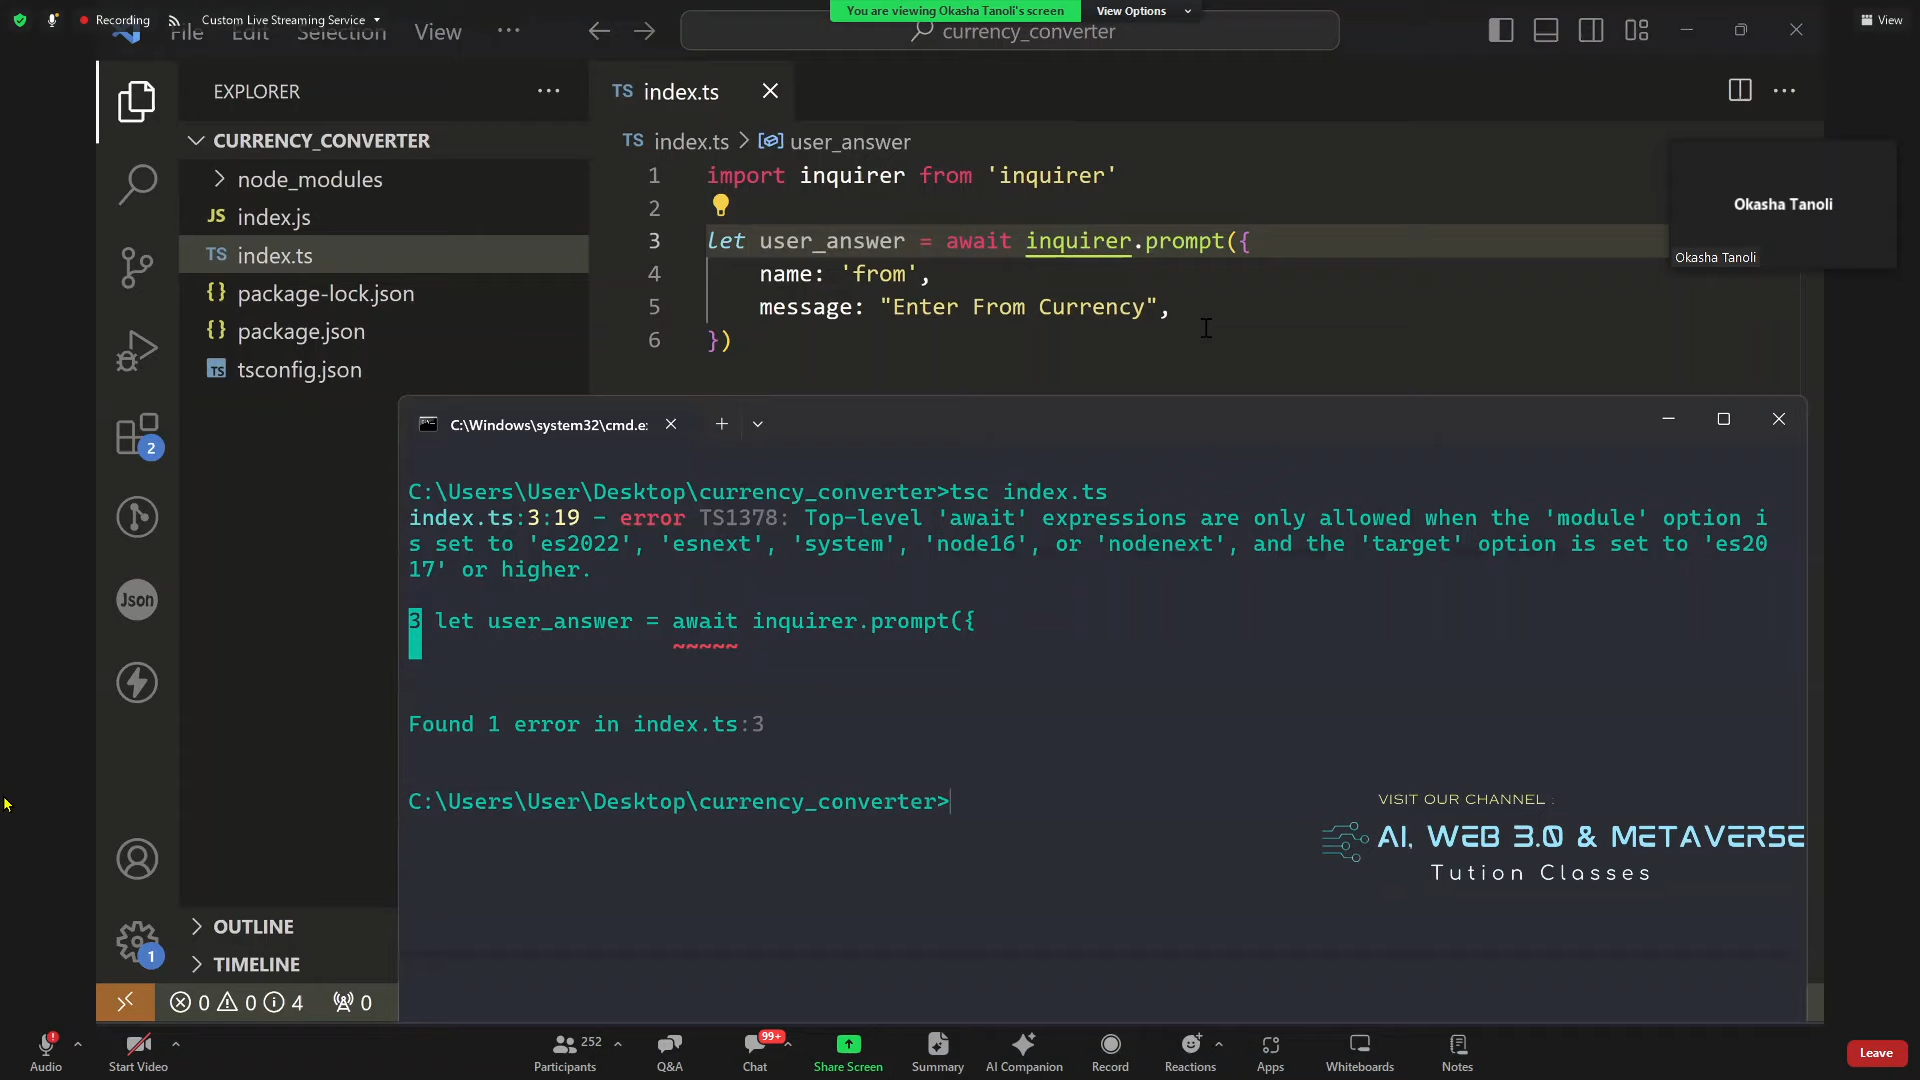 Recording
Custom Live Streaming Service
You are viewing Okasha Tanoli's screen
View Options
View
File Edit Selection View ...
currency_converter
EXPLORER
CURRENCY_CONVERTER
node_modules
JS index.js
TS index.ts
{} package-lock.json
{} package.json
TS tsconfig.json
OUTLINE
TIMELINE
TS index.ts
TS index.ts > user_answer
1 import inquirer from 'inquirer'
2
3 let user_answer = await inquirer.prompt({
4 name: 'from',
5 message: "Enter From Currency",
6 })
Okasha Tanoli
Okasha Tanoli
C:\Windows\system32\cmd.e:
C:\Users\User\Desktop\currency_converter>tsc index.ts
index.ts:3:19 - error TS1378: Top-level 'await' expressions are only allowed when the 'module' option i
s set to 'es2022', 'esnext', 'system', 'node16', or 'nodenext', and the 'target' option is set to 'es20
17' or higher.
3 let user_answer = await inquirer.prompt({
~~~~~
Found 1 error in index.ts:3
C:\Users\User\Desktop\currency_converter>
VISIT OUR CHANNEL :
AI, WEB 3.0 & METAVERSE
Tution Classes
2
Json
1
0 0 4 0
Audio
Start Video
252
Participants
Q&A
99+
Chat
Share Screen
Summary
AI Companion
Record
Reactions
Apps
Whiteboards
Notes
Leave